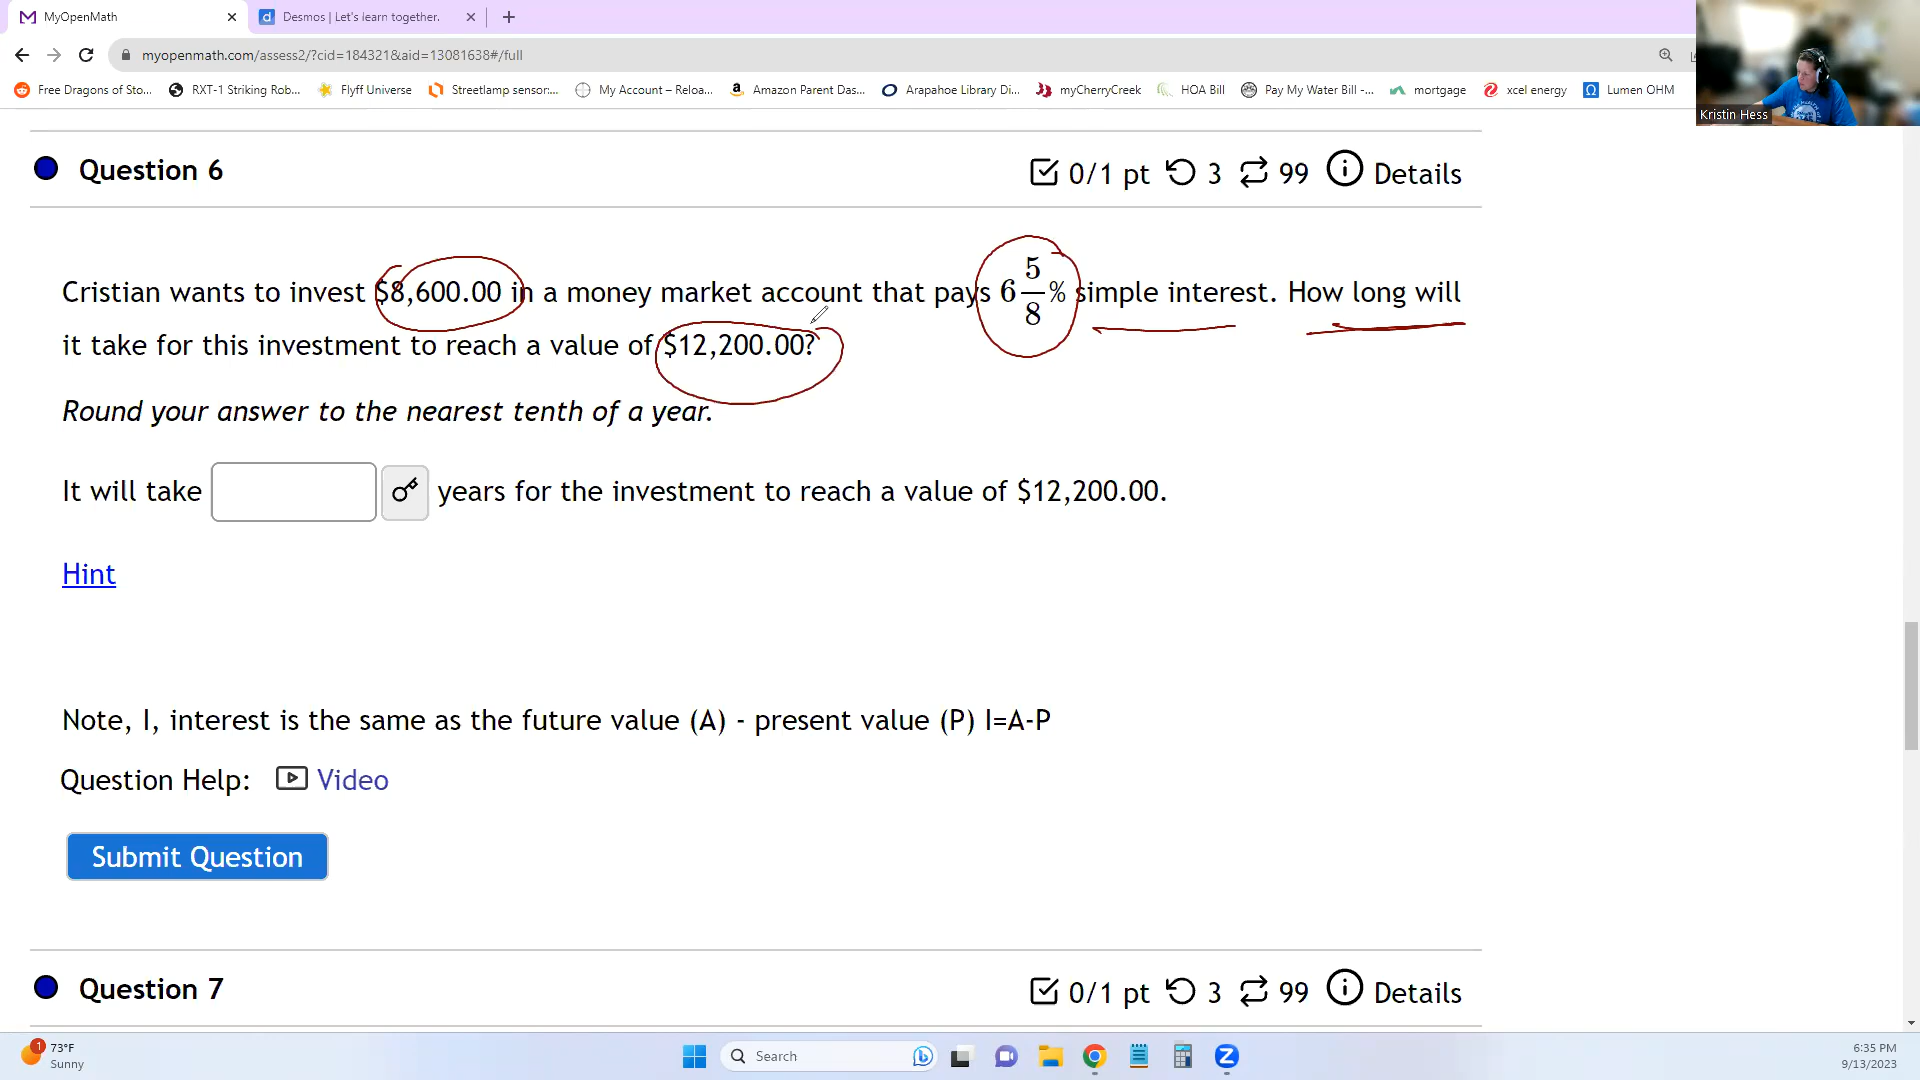 MyOpenMath
Desmos | Let's learn together.
myopenmath.com/assess2/?cid=184321&aid=13081638#/full
Free Dragons of Sto...
RXT-1 Striking Rob...
Flyff Universe
Streetlamp sensor:...
My Account – Reloa...
Amazon Parent Das...
Arapahoe Library Di...
myCherryCreek
HOA Bill
Pay My Water Bill -...
mortgage
xcel energy
Lumen OHM
Kristin Hess
Question 6
0/1 pt 3 99 Details
Cristian wants to invest $8,600.00 in a money market account that pays 6 5/8 % simple interest. How long will
it take for this investment to reach a value of $12,200.00?
Round your answer to the nearest tenth of a year.
It will take years for the investment to reach a value of $12,200.00.
Hint
Note, I, interest is the same as the future value (A) - present value (P) I=A-P
Question Help: Video
Submit Question
Question 7
0/1 pt 3 99 Details
1
73°F
Sunny
Search
6:35 PM
9/13/2023